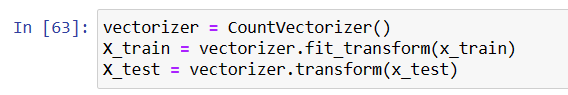 In [63]: vectorizer = CountVectorizer()
X_train = vectorizer.fit_transform(x_train)
X_test = vectorizer.transform(x_test)